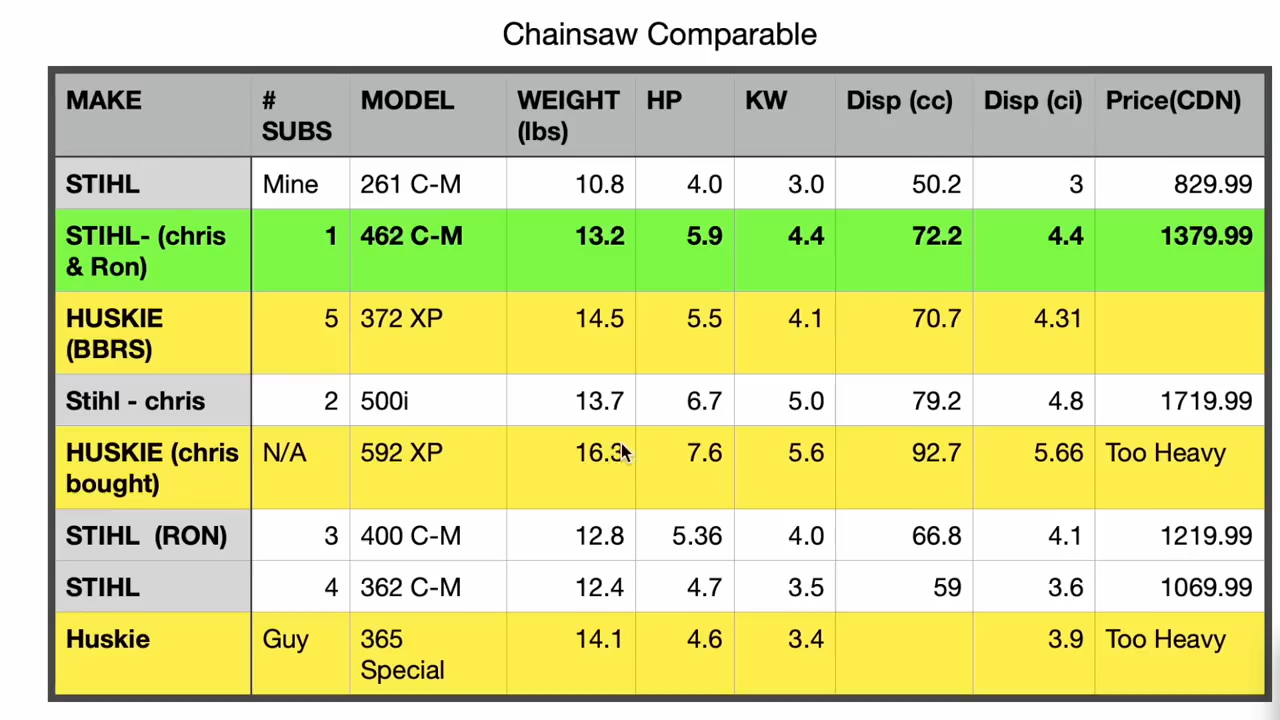 Chainsaw Comparable
MAKE # SUBS MODEL WEIGHT (lbs) HP KW Disp (cc) Disp (ci) Price(CDN)
STIHL Mine 261 C-M 10.8 4.0 3.0 50.2 3 829.99
STIHL- (chris & Ron) 1 462 C-M 13.2 5.9 4.4 72.2 4.4 1379.99
HUSKIE (BBRS) 5 372 XP 14.5 5.5 4.1 70.7 4.31
Stihl - chris 2 500i 13.7 6.7 5.0 79.2 4.8 1719.99
HUSKIE (chris bought) N/A 592 XP 16.3 7.6 5.6 92.7 5.66 Too Heavy
STIHL (RON) 3 400 C-M 12.8 5.36 4.0 66.8 4.1 1219.99
STIHL 4 362 C-M 12.4 4.7 3.5 59 3.6 1069.99
Huskie Guy 365 Special 14.1 4.6 3.4 3.9 Too Heavy